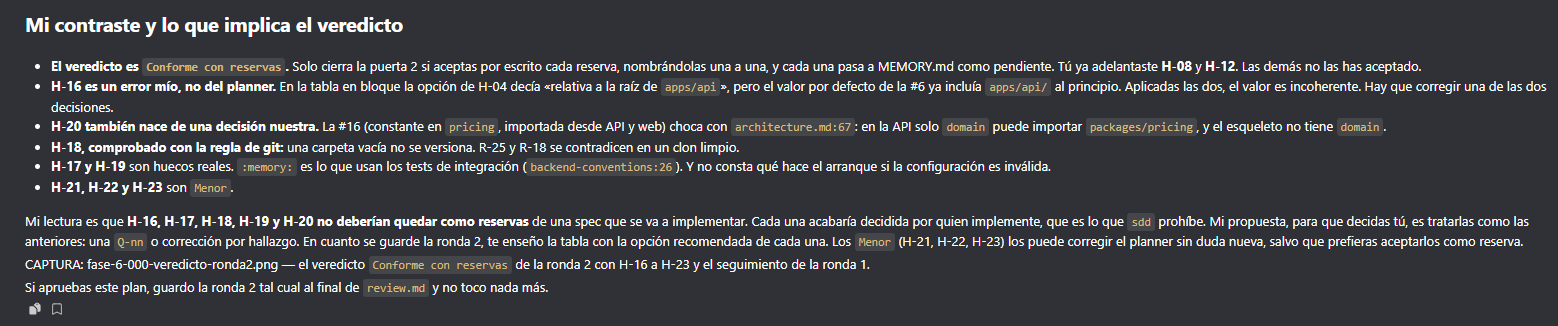 Mi contraste y lo que implica el veredicto
El veredicto es Conforme con reservas. Solo cierra la puerta 2 si aceptas por escrito cada reserva, nombrándolas una a una, y cada una pasa a MEMORY.md como pendiente. Tú ya adelantaste H-08 y H-12. Las demás no las has aceptado.
H-16 es un error mío, no del planner. En la tabla en bloque la opción de H-04 decía «relativa a la raíz de apps/api», pero el valor por defecto de la #6 ya incluía apps/api/ al principio. Aplicadas las dos, el valor es incoherente. Hay que corregir una de las dos
decisiones.
H-20 también nace de una decisión nuestra. La #16 (constante en pricing, importada desde API y web) choca con architecture.md:67: en la API solo domain puede importar packages/pricing, y el esqueleto no tiene domain.
H-18, comprobado con la regla de git: una carpeta vacía no se versiona. R-25 y R-18 se contradicen en un clon limpio.
H-17 y H-19 son huecos reales. :memory: es lo que usan los tests de integración (backend-conventions:26). Y no consta qué hace el arranque si la configuración es inválida.
H-21, H-22 y H-23 son Menor.
Mi lectura es que H-16, H-17, H-18, H-19 y H-20 no deberían quedar como reservas de una spec que se va a implementar. Cada una acabaría decidida por quien implemente, que es lo que sdd prohíbe. Mi propuesta, para que decidas tú, es tratarlas como las
anteriores: una Q-nn o corrección por hallazgo. En cuanto se guarde la ronda 2, te enseño la tabla con la opción recomendada de cada una. Los Menor (H-21, H-22, H-23) los puede corregir el planner sin duda nueva, salvo que prefieras aceptarlos como reserva.
CAPTURA: fase-6-000-veredicto-ronda2.png — el veredicto Conforme con reservas de la ronda 2 con H-16 a H-23 y el seguimiento de la ronda 1.
Si apruebas este plan, guardo la ronda 2 tal cual al final de review.md y no toco nada más.